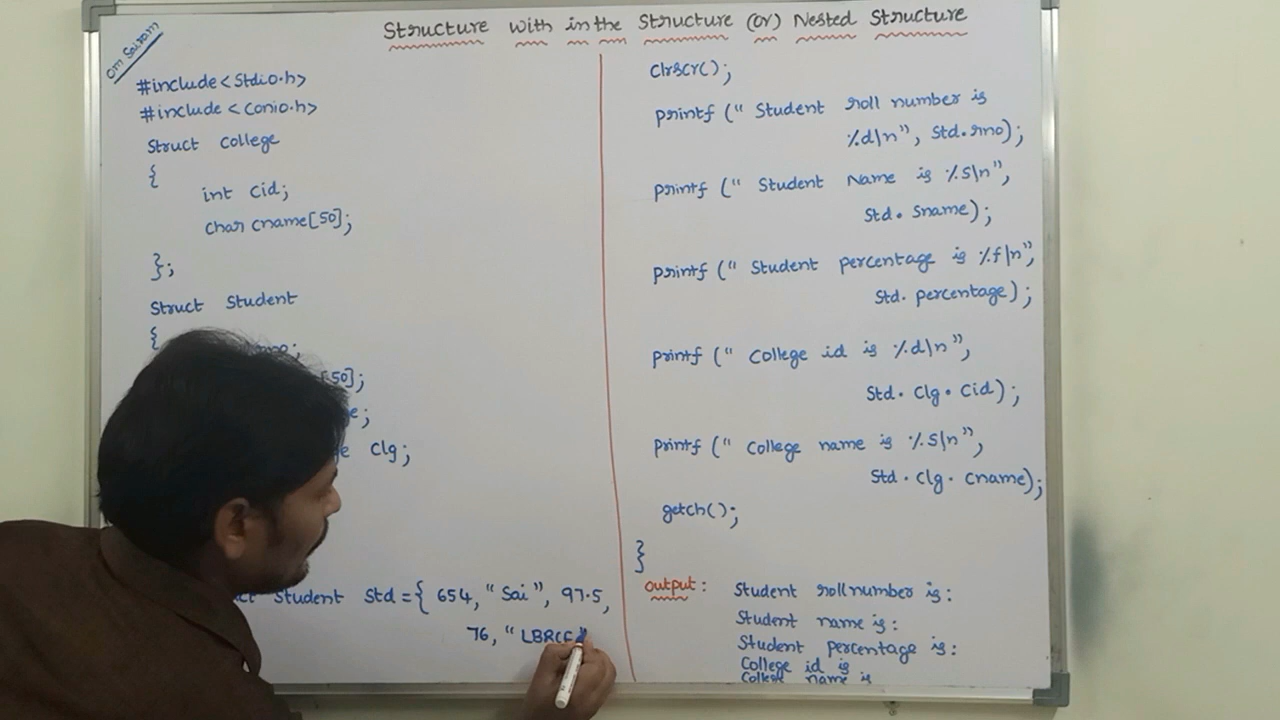 Structure with in the Structure (or) Nested Structure
om Sairam
#include<Stdio.h>
#include<Conio.h>
Struct College
{
int Cid;
char cname[50];
};
Struct Student
{
no;
[50];
e;
e Clg;
ct Student Std={ 654, "Sai", 97.5,
76, "LBRCE"
Clrscr();
printf (" Student roll number is
%d\n", Std.rno);
printf (" Student Name is %s\n",
Std. Sname);
printf (" Student percentage is %f\n",
Std. percentage);
printf (" College id is %d\n",
Std. Clg. Cid);
printf (" College name is %s\n",
Std. Clg. Cname);
getch();
}
output: Student roll number is:
Student name is:
Student percentage is:
College id is
College name is